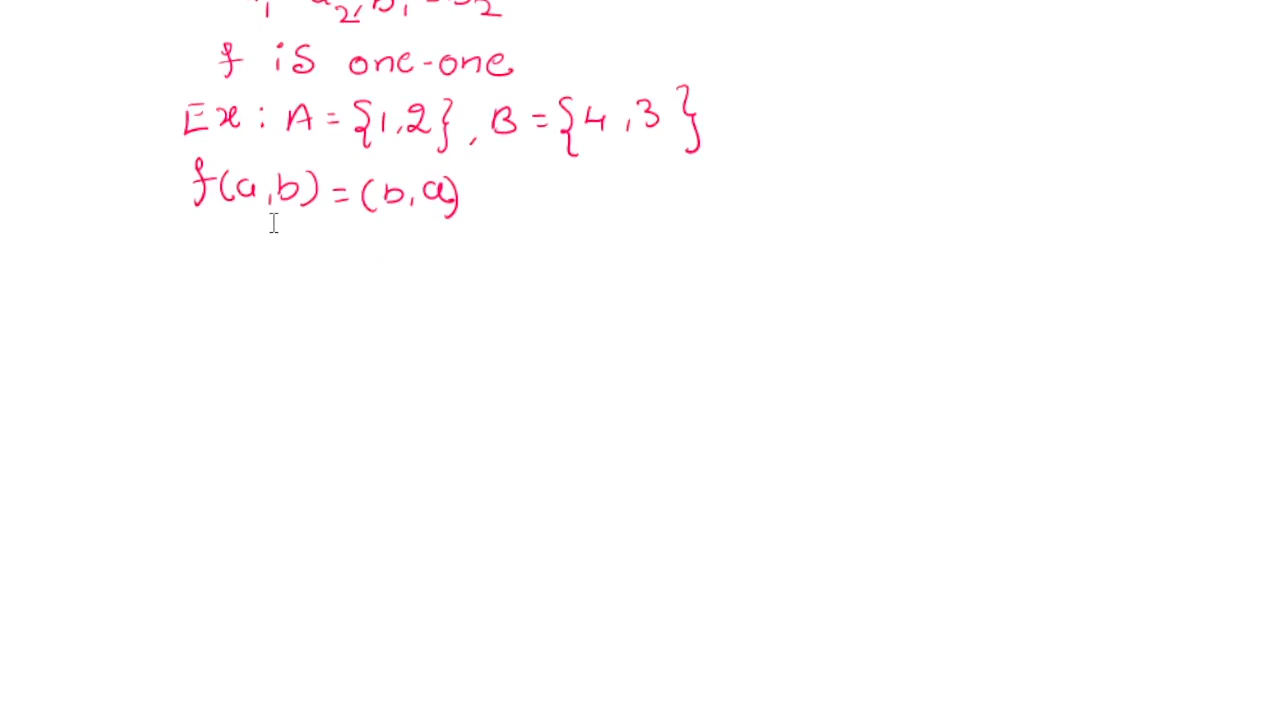 f is one-one
Ex : A = {1,2}, B = {4,3}
f(a,b) = (b,a)